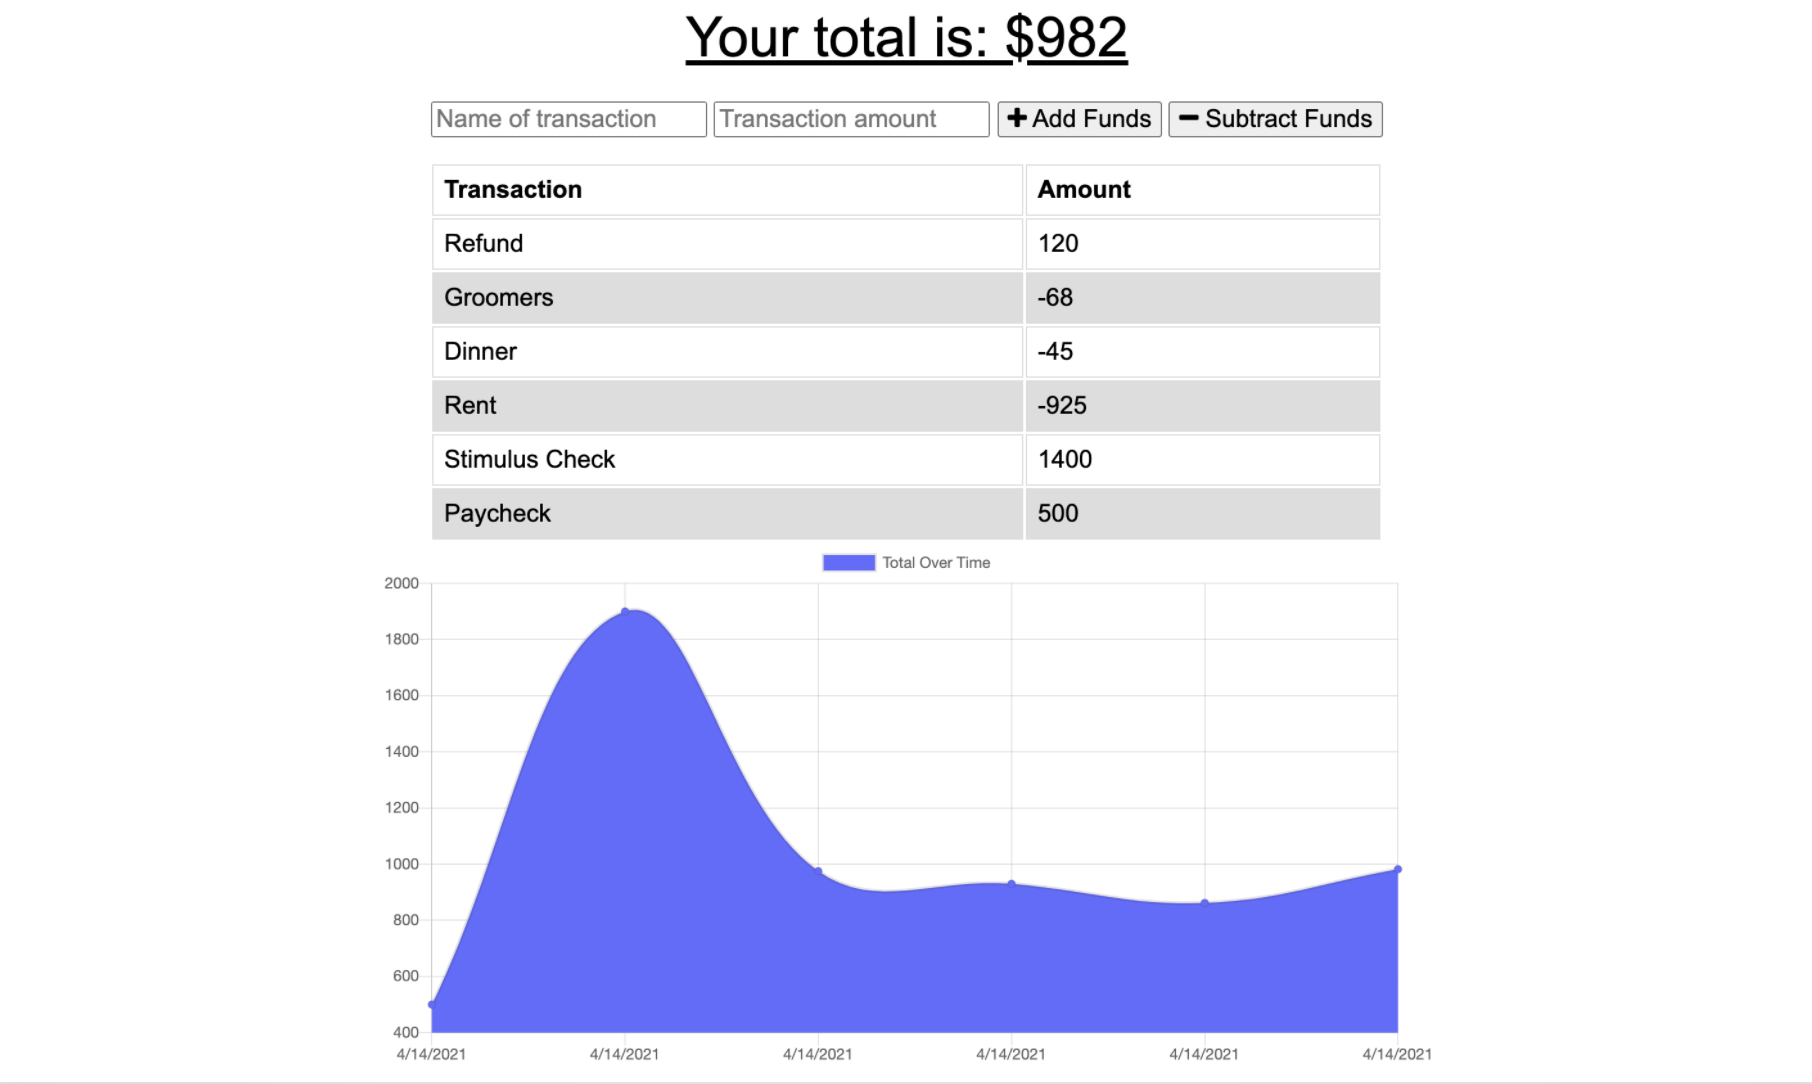 Your total is: $982
Name of transaction Transaction amount + Add Funds − Subtract Funds
Transaction Amount
Refund 120
Groomers -68
Dinner -45
Rent -925
Stimulus Check 1400
Paycheck 500
Total Over Time
2000
1800
1600
1400
1200
1000
800
600
400
4/14/2021 4/14/2021 4/14/2021 4/14/2021 4/14/2021 4/14/2021